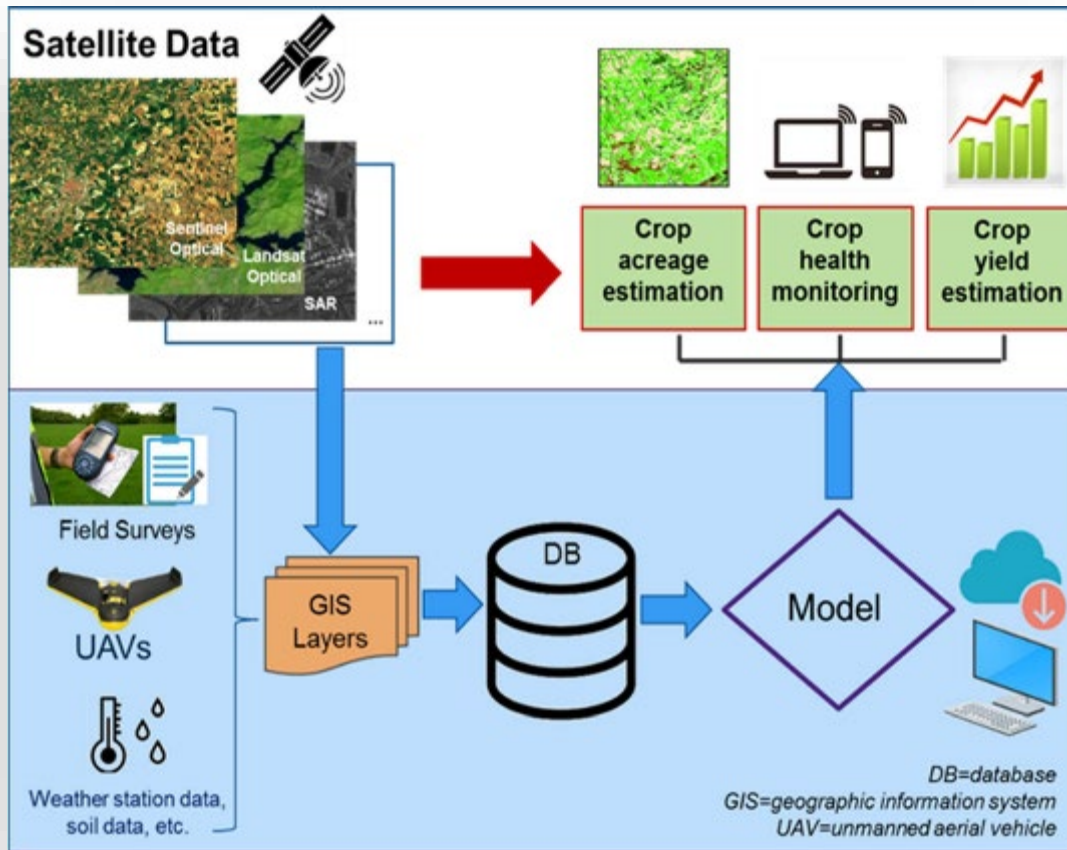 Satellite Data
Sentinel
Optical
Landsat
Optical
SAR
...
Crop
acreage
estimation
Crop
health
monitoring
Crop
yield
estimation
Field Surveys
UAVs
Weather station data,
soil data, etc.
GIS
Layers
DB
Model
DB=database
GIS=geographic information system
UAV=unmanned aerial vehicle